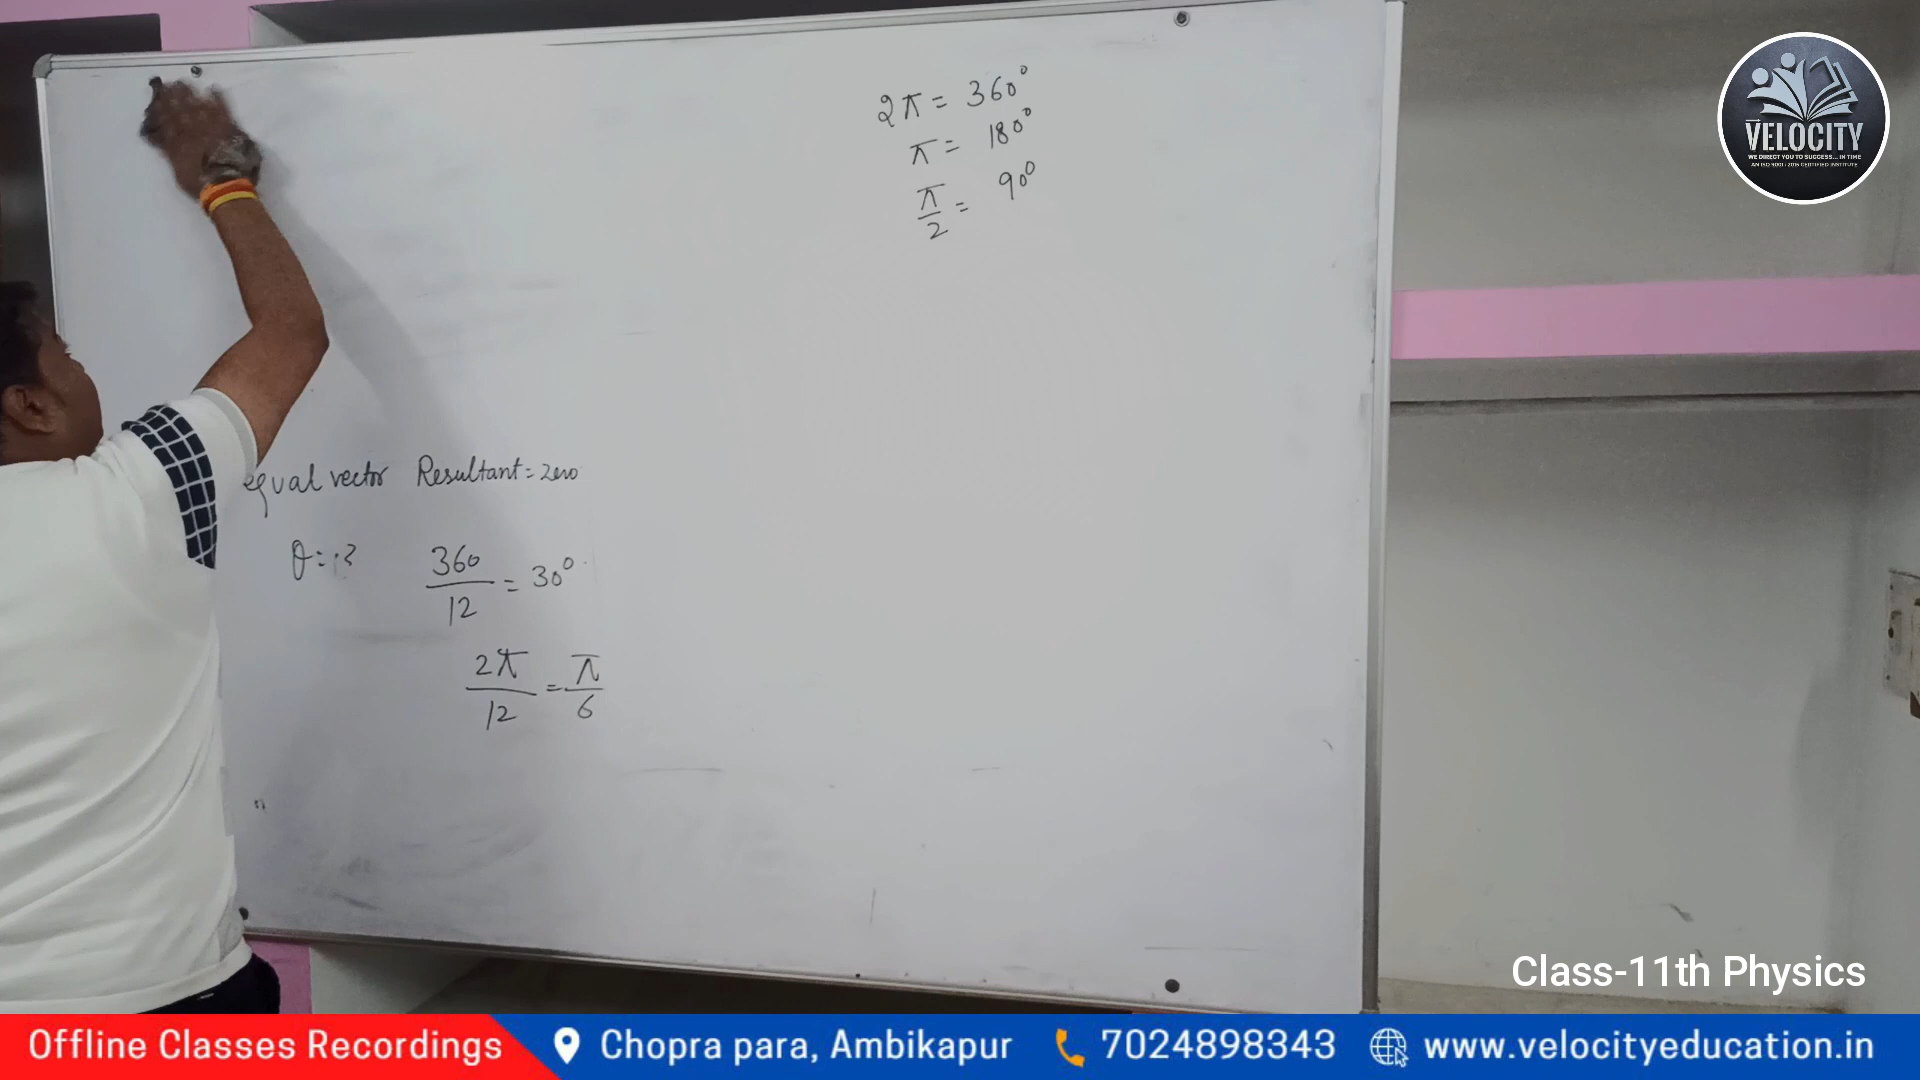 2π = 360°
π = 180°
π/2 = 90°
equal vector Resultant = zero
θ = ?
360/12 = 30°
2π/12 = π/6
VELOCITY
WE DIRECT YOU TO SUCCESS... IN TIME
AN ISO 9001 : 2015 CERTIFIED INSTITUTE
Class-11th Physics
Offline Classes Recordings
Chopra para, Ambikapur
7024898343
www.velocityeducation.in